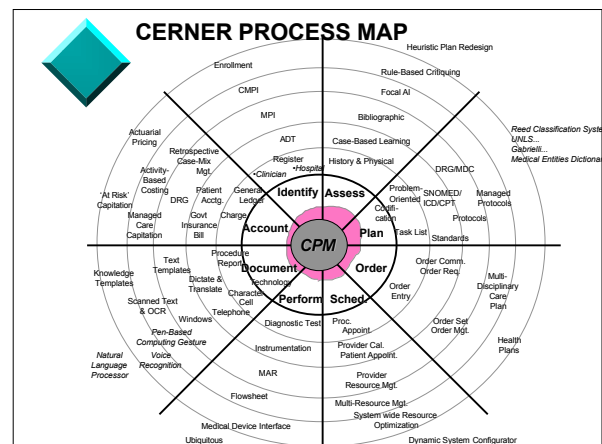 CERNER PROCESS MAP
Heuristic Plan Redesign
Enrollment
Rule-Based Critiquing
CMPI
Focal AI
MPI
Bibliographic
Reed Classification Syste
UNLS...
Gabrielli...
Medical Entities Dictionar
Actuarial
Pricing
ADT
Case-Based Learning
Retrospective
Case-Mix
Mgt.
Register
•Hospital
•Clinician
History & Physical
DRG/MDC
Activity-
Based
Costing
Identify
Assess
Problem-
Oriented
SNOMED/
ICD/CPT
Managed
Protocols
'At Risk'
Capitation
DRG
Patient
Acctg.
General
Ledger
Codifi-
cation
Protocols
Managed
Care
Capitation
Govt
Insurance
Bill
Charge
Account
Plan
Task List
Standards
CPM
Knowledge
Templates
Text
Templates
Procedure
Report
Document
Order
Order Comm.
Order Req.
Multi-
Disciplinary
Care
Plan
Scanned Text
& OCR
Dictate &
Translate
Technology
Character
Cell
Telephone
Perform
Sched.
Order
Entry
Windows
Diagnostic Test
Proc.
Appoint.
Order Set
Order Mgt.
Pen-Based
Computing Gesture
Health
Plans
Natural
Language
Processor
Voice
Recognition
Instrumentation
Provider Cal.
Patient Appoint.
MAR
Provider
Resource Mgt.
Flowsheet
Multi-Resource Mgt.
Medical Device Interface
System wide Resource
Optimization
Ubiquitous
Dynamic System Configurator